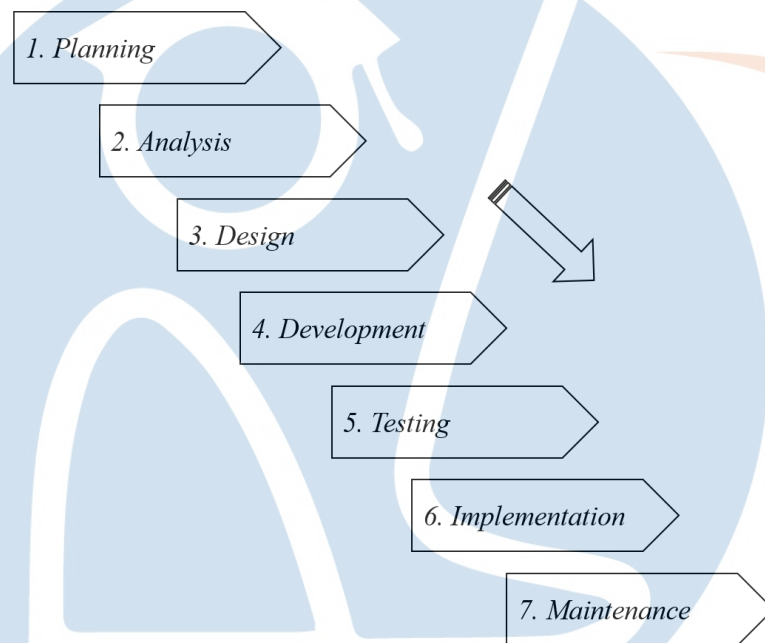 1. Planning
2. Analysis
3. Design
4. Development
5. Testing
6. Implementation
7. Maintenance